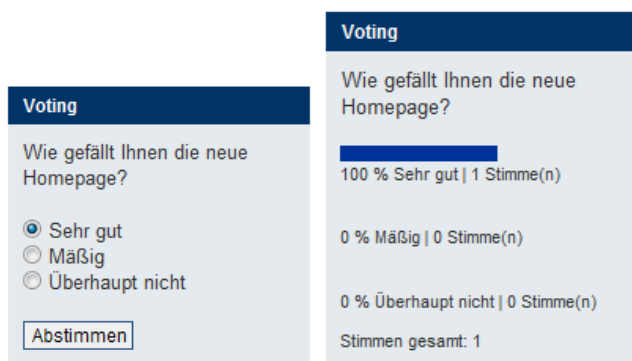 Voting
Wie gefällt Ihnen die neue
Homepage?
Sehr gut
Mäßig
Überhaupt nicht
Abstimmen
Voting
Wie gefällt Ihnen die neue
Homepage?
100 % Sehr gut | 1 Stimme(n)
0 % Mäßig | 0 Stimme(n)
0 % Überhaupt nicht | 0 Stimme(n)
Stimmen gesamt: 1